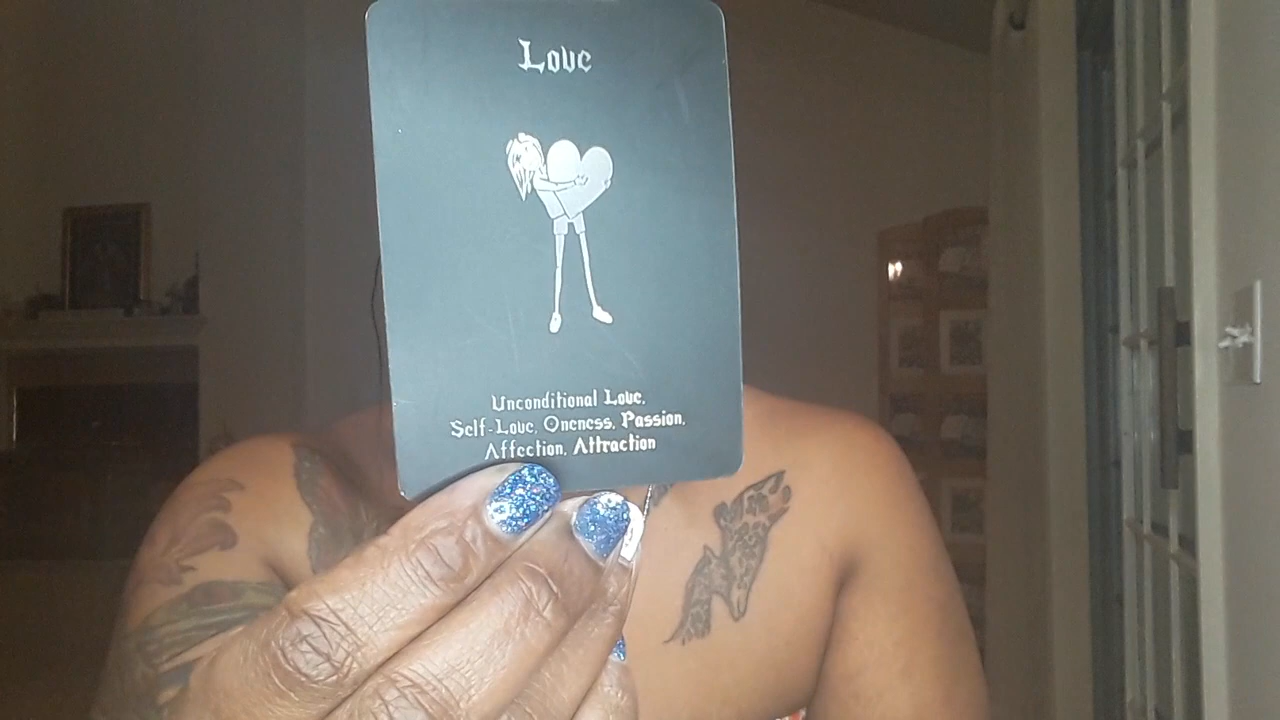 Love
Unconditional Love,
Self-Love, Oneness, Passion,
Affection, Attraction